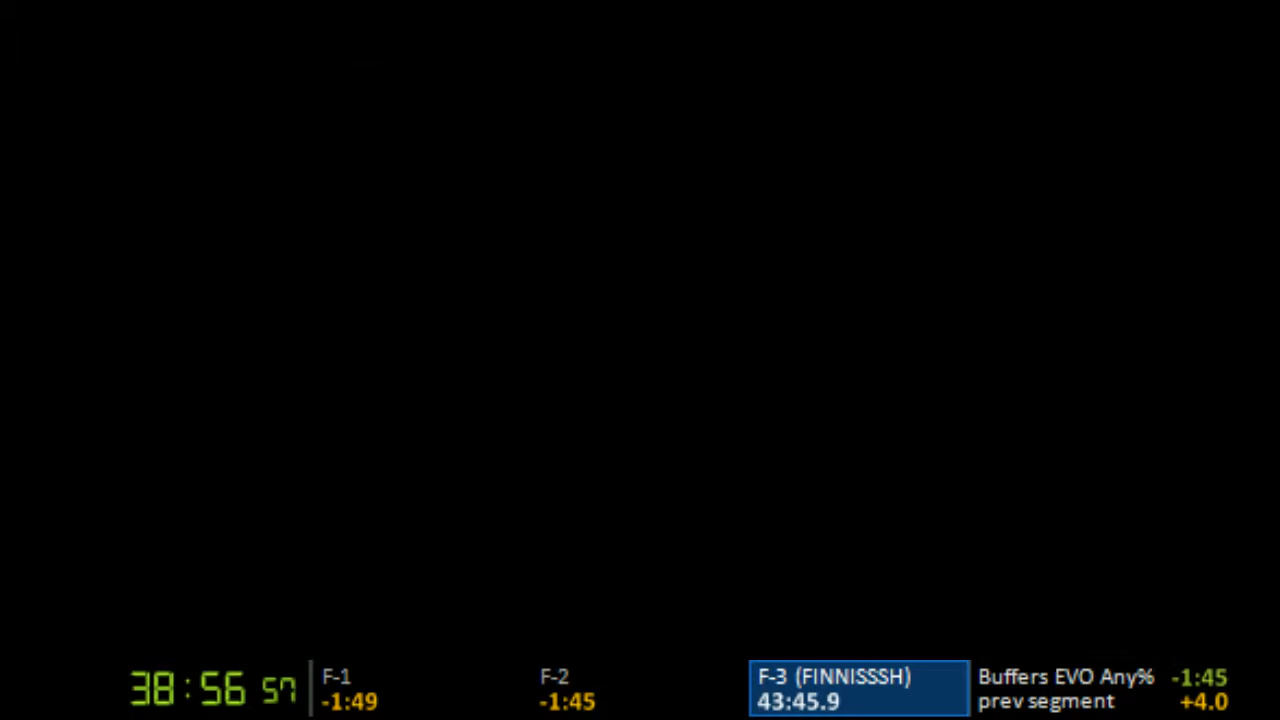 38:56 57
F-1
-1:49
F-2
-1:45
F-3 (FINNISSSH)
43:45.9
Buffers EVO Any% -1:45
prev segment +4.0